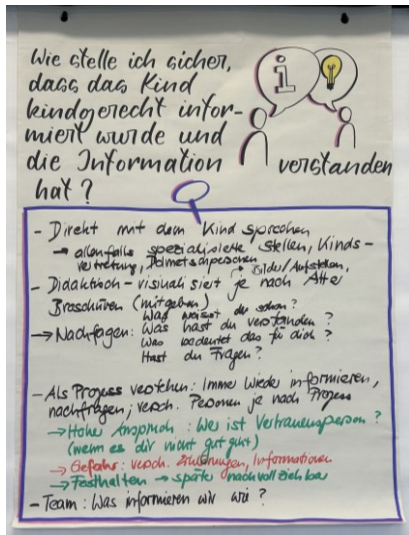 Wie stelle ich sicher,
dass das Kind
kindgerecht infor-
miert wurde und
die Information verstanden
hat?
i
- Direkt mit dem Kind sprechen
→ allenfalls spezialisierte Stellen, Kinds-
vertretung, Dolmetschpersonen
→ Bilder/Aufstellen,
- Didaktisch - visualisiert je nach Alter
Broschüren (mitgeben)
Was weisst du schon?
→ Nachfragen: Was hast du verstanden?
Was bedeutet das für dich?
Hast du Fragen?
- Als Prozess verstehen: Immer wieder informieren,
nachfragen, versch. Personen je nach Prozess
→ Hoher Anspruch: Wer ist Vertrauensperson?
(wenn es dir nicht gut geht)
→ Gefahr: versch. Erklärungen, Informationen
→ Festhalten → später nachvollziehbar
- Team: Was informieren wir wie?